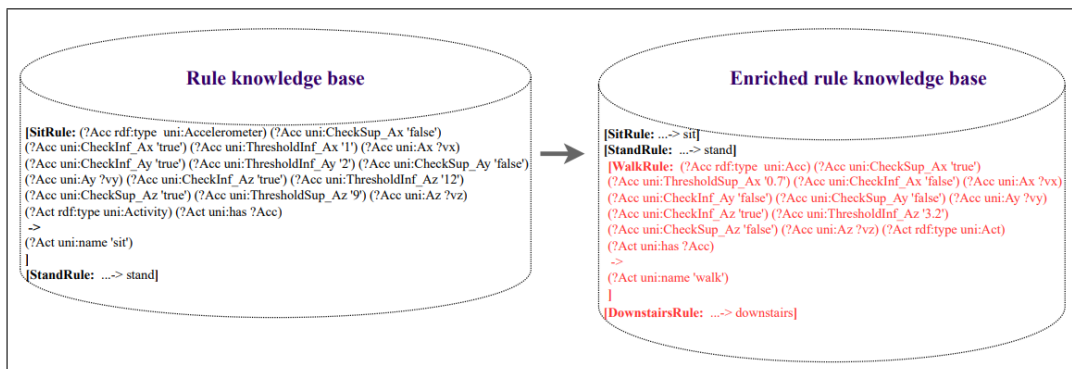 Rule knowledge base
[SitRule: (?Acc rdf:type uni:Accelerometer) (?Acc uni:CheckSup_Ax 'false')
(?Acc uni:CheckInf_Ax 'true') (?Acc uni:ThresholdInf_Ax '1') (?Acc uni:Ax ?vx)
(?Acc uni:CheckInf_Ay 'true') (?Acc uni:ThresholdInf_Ay '2') (?Acc uni:CheckSup_Ay 'false')
(?Acc uni:Ay ?vy) (?Acc uni:CheckInf_Az 'true') (?Acc uni:ThresholdInf_Az '12')
(?Acc uni:CheckSup_Az 'true') (?Acc uni:ThresholdSup_Az '9') (?Acc uni:Az ?vz)
(?Act rdf:type uni:Activity) (?Act uni:has ?Acc)
->
(?Act uni:name 'sit')
]
[StandRule: ...-> stand]
Enriched rule knowledge base
[SitRule: ...-> sit]
[StandRule: ...-> stand]
[WalkRule: (?Acc rdf:type uni:Acc) (?Acc uni:CheckSup_Ax 'true')
(?Acc uni:ThresholdSup_Ax '0.7') (?Acc uni:CheckInf_Ax 'false') (?Acc uni:Ax ?vx)
(?Acc uni:CheckInf_Ay 'false') (?Acc uni:CheckSup_Ay 'false') (?Acc uni:Ay ?vy)
(?Acc uni:CheckInf_Az 'true') (?Acc uni:ThresholdInf_Az '3.2')
(?Acc uni:CheckSup_Az 'false') (?Acc uni:Az ?vz) (?Act rdf:type uni:Act)
(?Act uni:has ?Acc)
->
(?Act uni:name 'walk')
]
[DownstairsRule: ...-> downstairs]